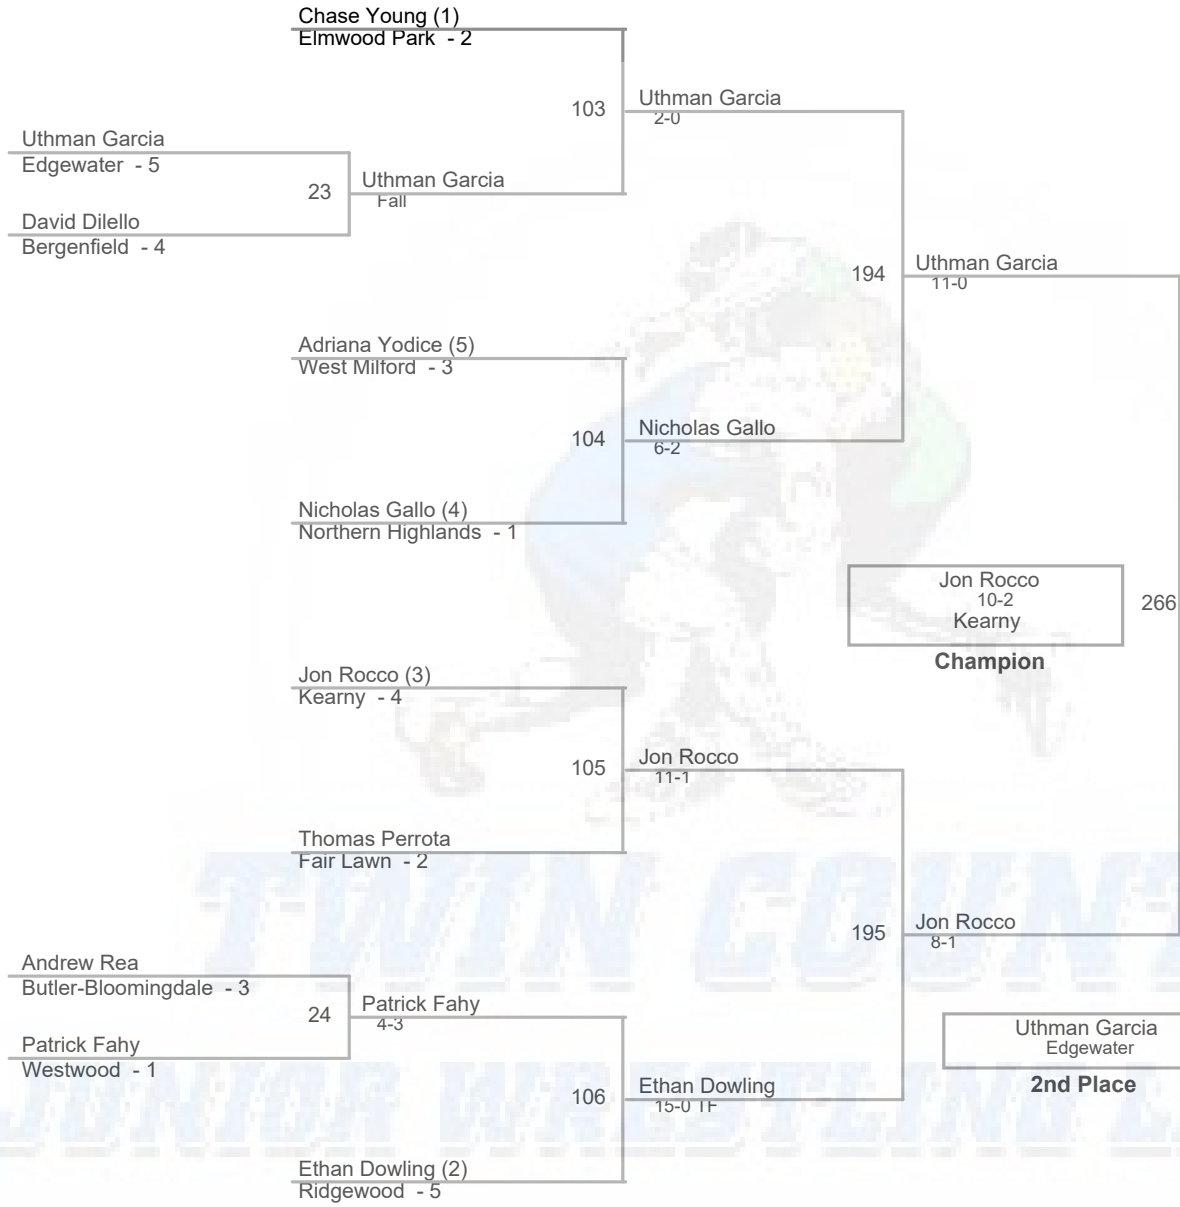 Chase Young (1)
Elmwood Park - 2
103
Uthman Garcia
2-0
Uthman Garcia
Edgewater - 5
23
Uthman Garcia
Fall
David Dilello
Bergenfield - 4
194
Uthman Garcia
11-0
Adriana Yodice (5)
West Milford - 3
104
Nicholas Gallo
6-2
Nicholas Gallo (4)
Northern Highlands - 1
Jon Rocco
10-2
Kearny
266
Champion
Jon Rocco (3)
Kearny - 4
105
Jon Rocco
11-1
Thomas Perrota
Fair Lawn - 2
TWIN COUNT
195
Jon Rocco
8-1
Andrew Rea
Butler-Bloomingdale - 3
24
Patrick Fahy
4-3
Patrick Fahy
Westwood - 1
Uthman Garcia
Edgewater
2nd Place
106
Ethan Dowling
15-0 TF
JUNIOR WRESTLING
Ethan Dowling (2)
Ridgewood - 5